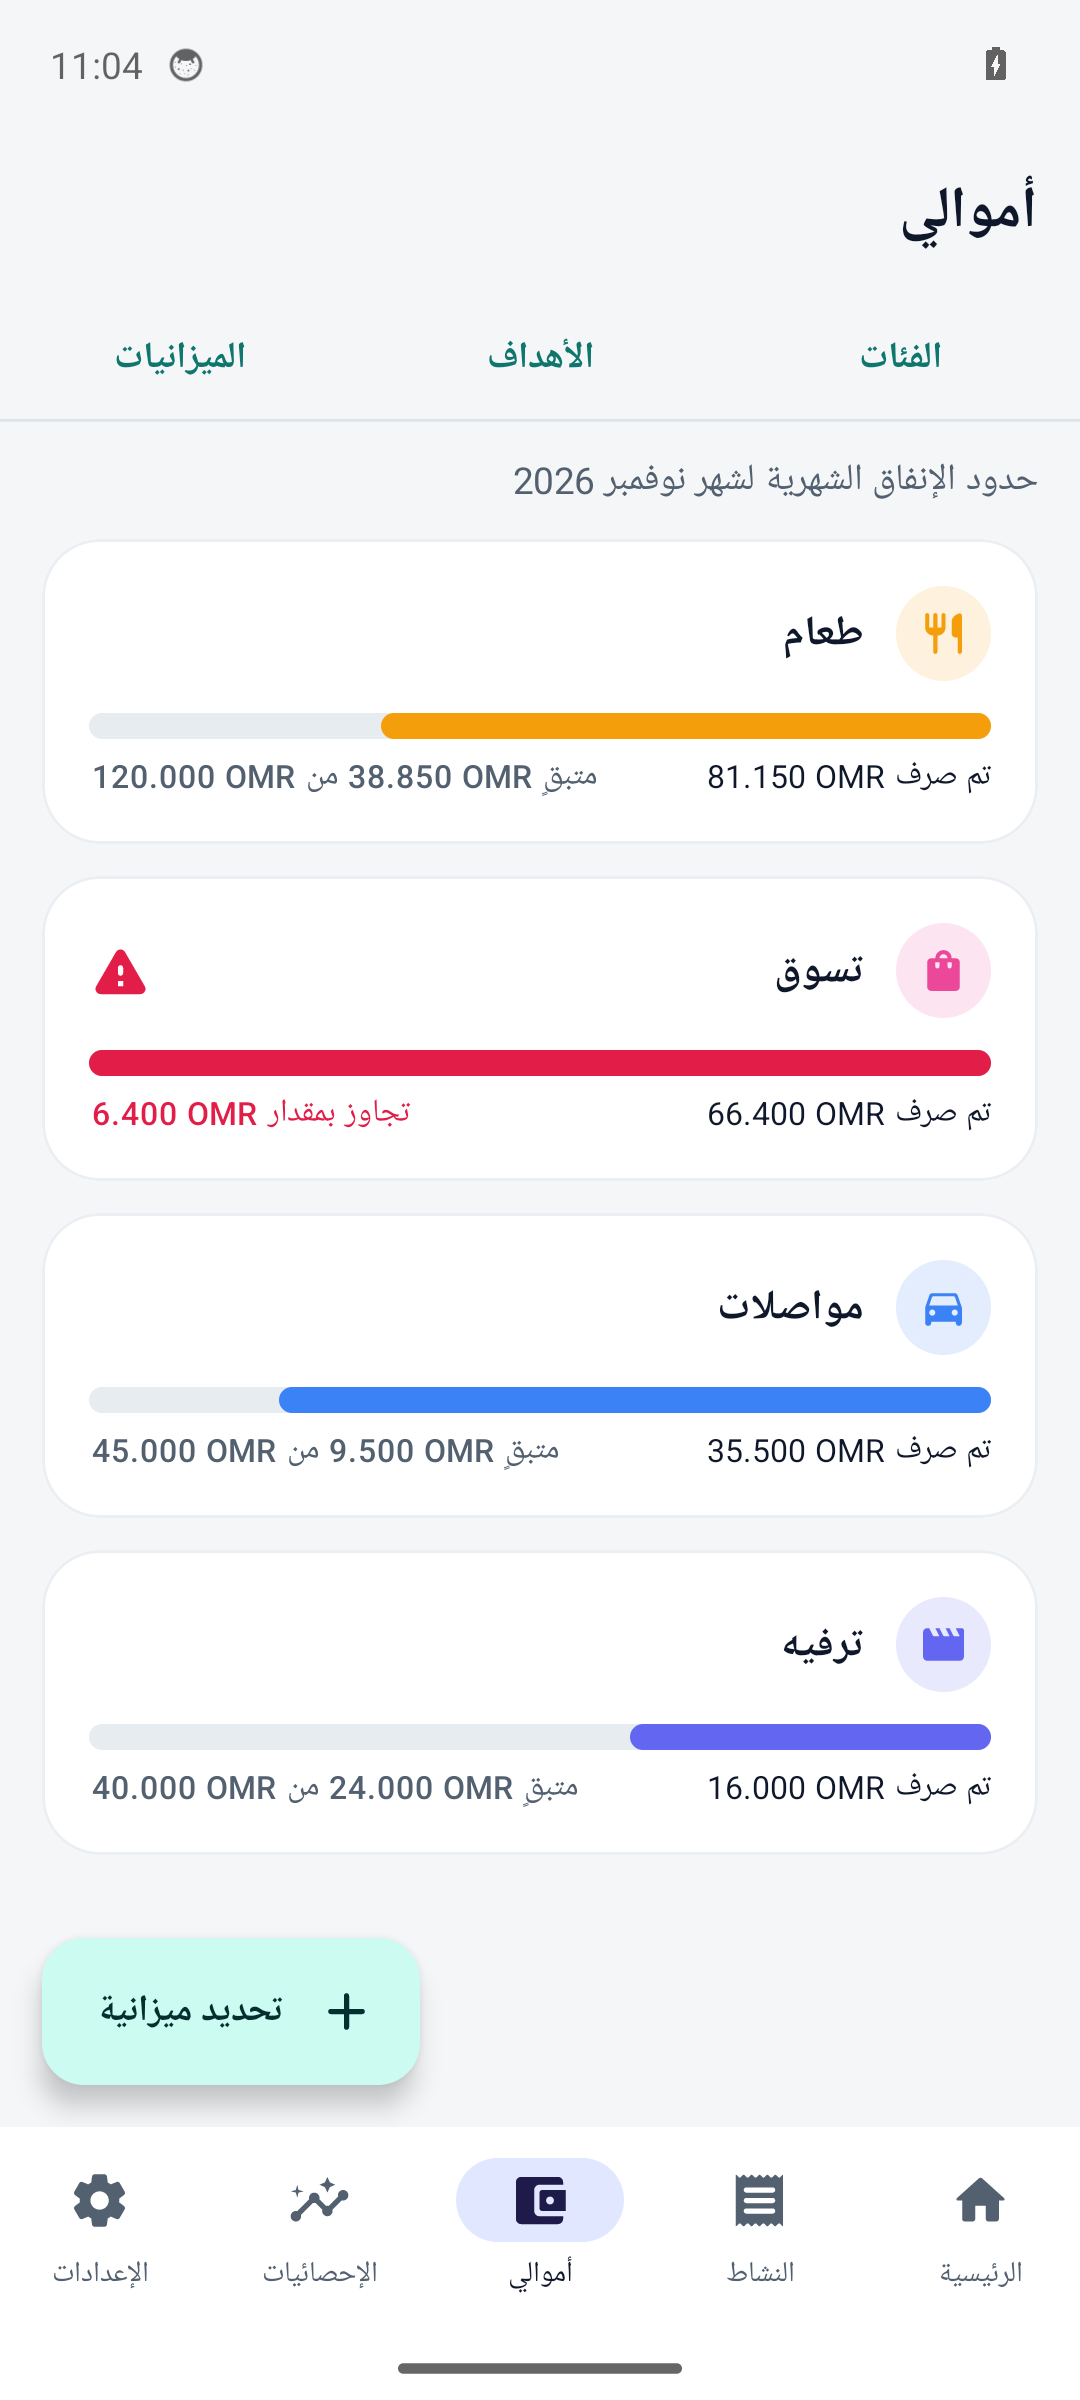 11:04
أموالي
الفئات
الأهداف
الميزانيات
حدود الإنفاق الشهرية لشهر نوفمبر 2026
طعام
تم صرف 81.150 OMR
متبقٍ 38.850 OMR من 120.000 OMR
تسوق
تم صرف 66.400 OMR
تجاوز بمقدار 6.400 OMR
مواصلات
تم صرف 35.500 OMR
متبقٍ 9.500 OMR من 45.000 OMR
ترفيه
تم صرف 16.000 OMR
متبقٍ 24.000 OMR من 40.000 OMR
تحديد ميزانية
الرئيسية
النشاط
أموالي
الإحصائيات
الإعدادات